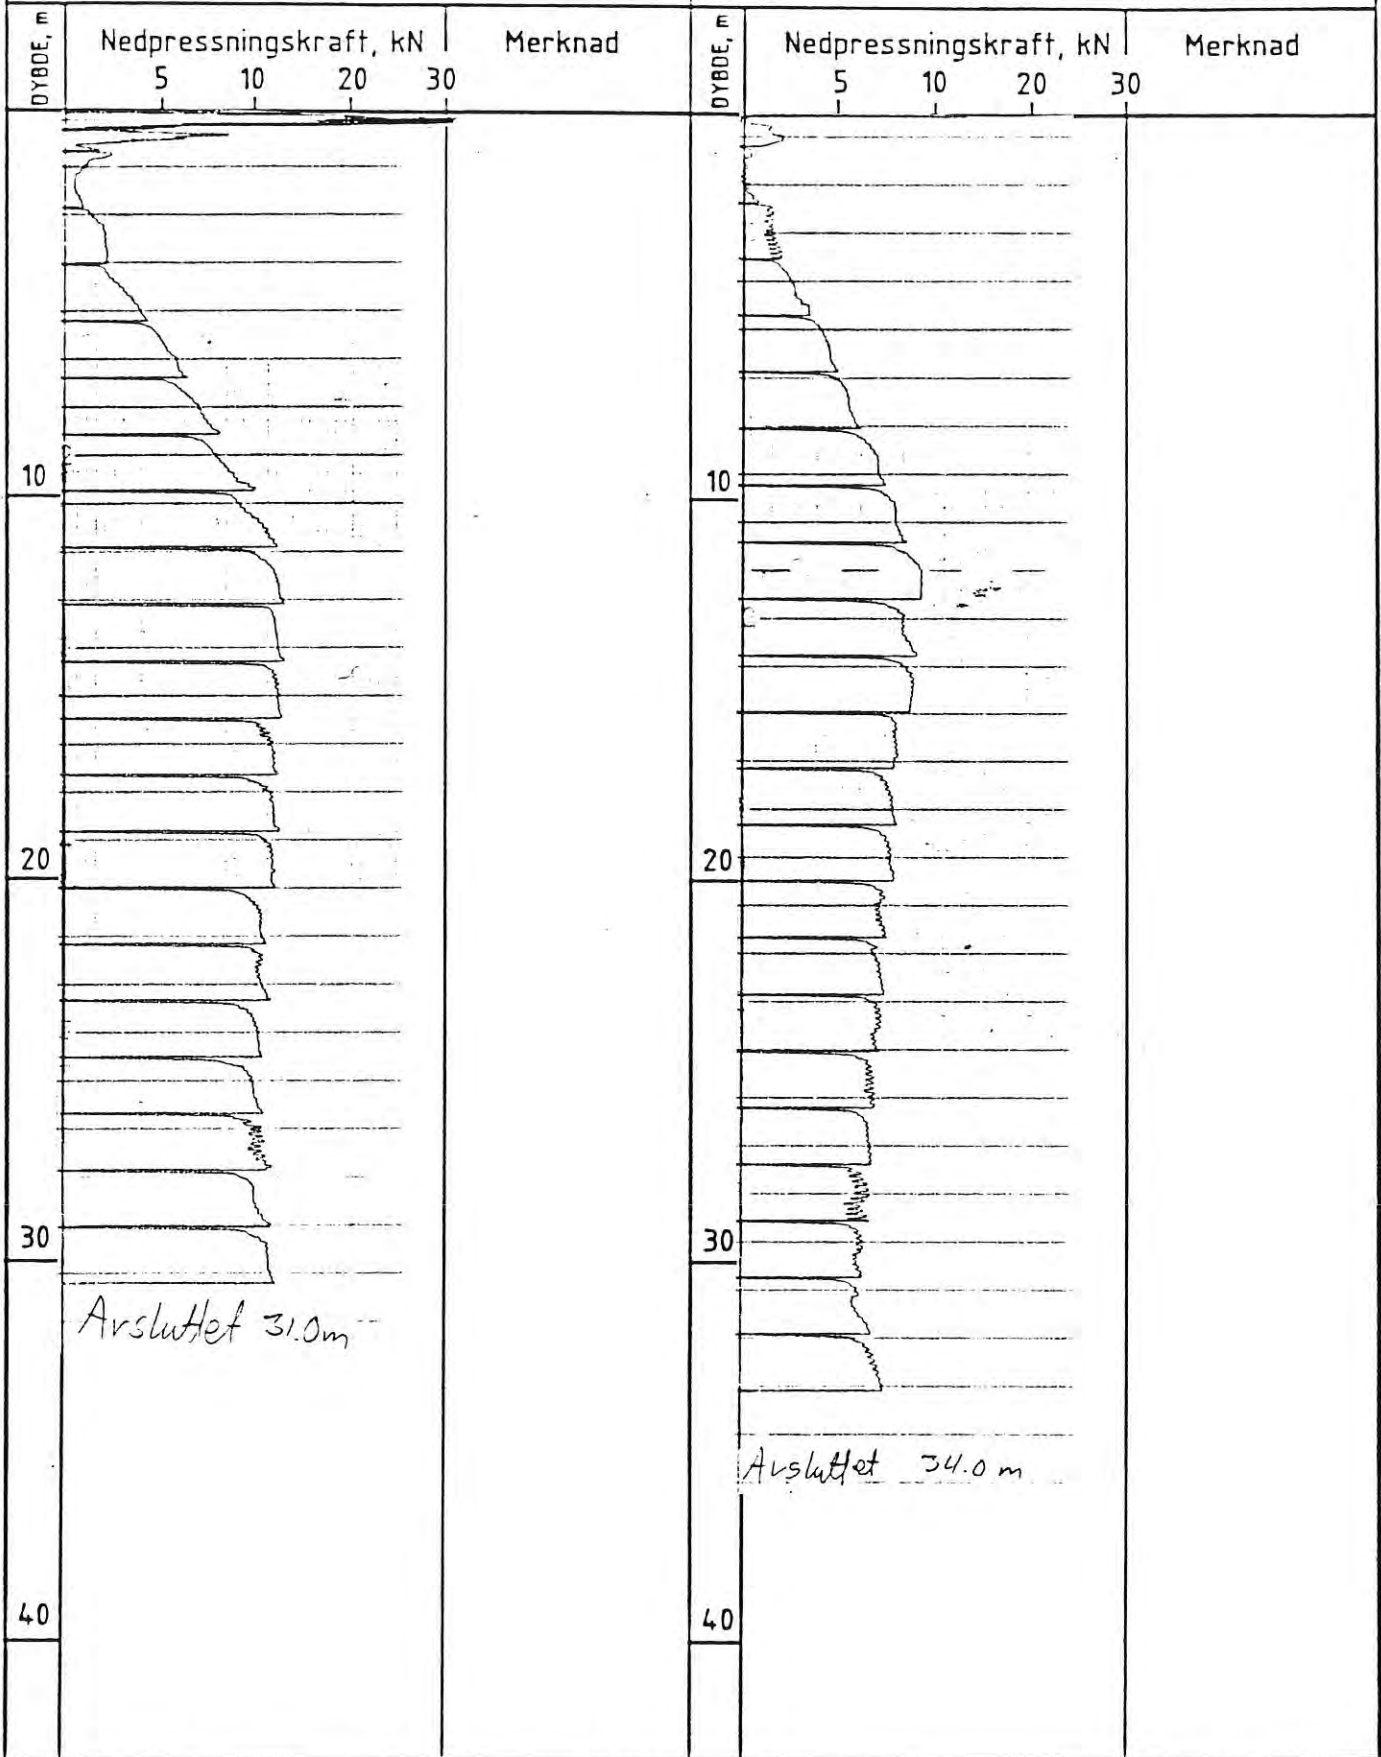 DYBDE, m
Nedpressningskraft, kN
Merknad
5 10 20 30
10
20
30
Avsluttet 31.0m
40
DYBDE, m
Nedpressningskraft, kN
Merknad
5 10 20 30
10
20
30
Avsluttet 34.0 m
40